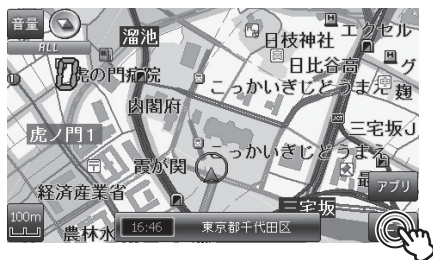 音量
ALL
溜池
日枝神社
エクセル
日比谷高
グ
虎の門病院
こっかいぎじどうまえ
麹
内閣府
虎ノ門1
三宅坂J
こっかいぎじどうまえ
霞が関
最
アプリ
経済産業省
三宅坂
100m
農林水
16:46
東京都千代田区